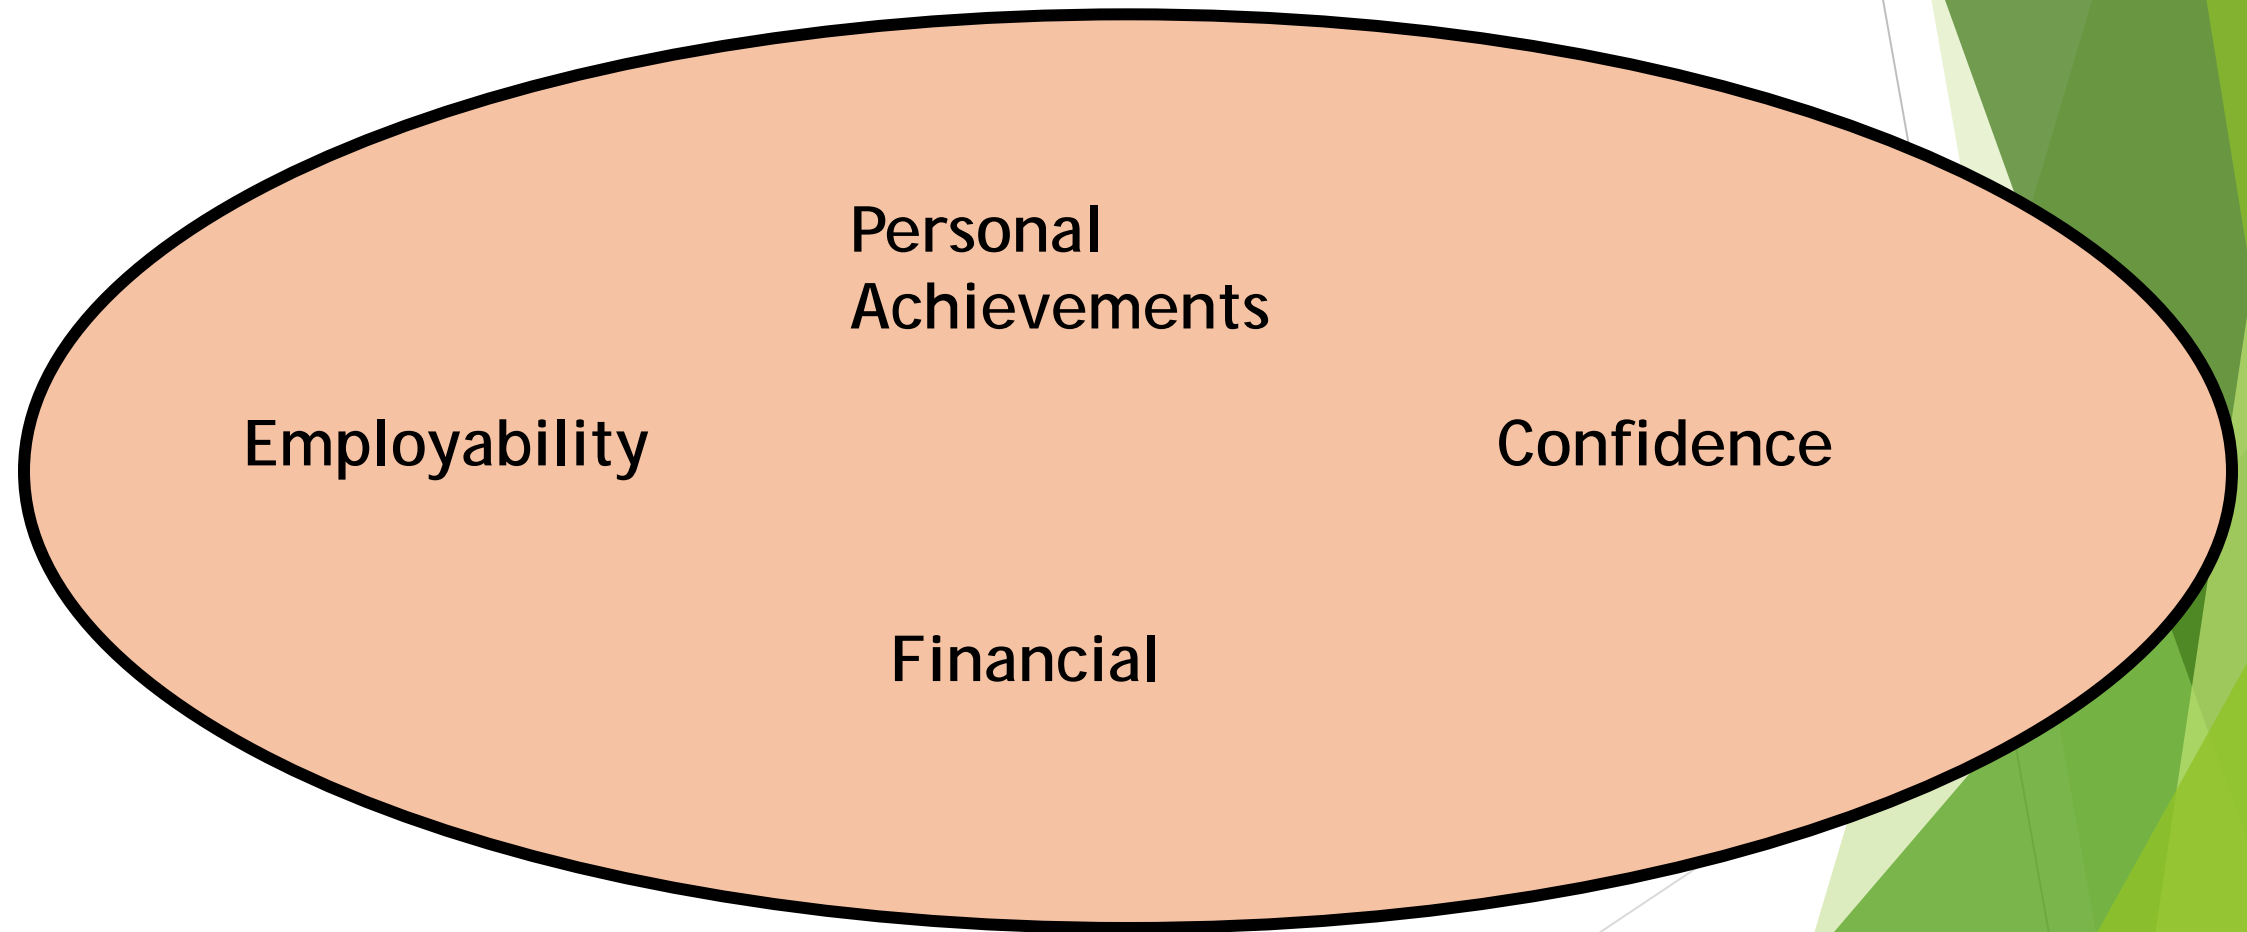 Personal
Achievements
Employability
Confidence
Financial